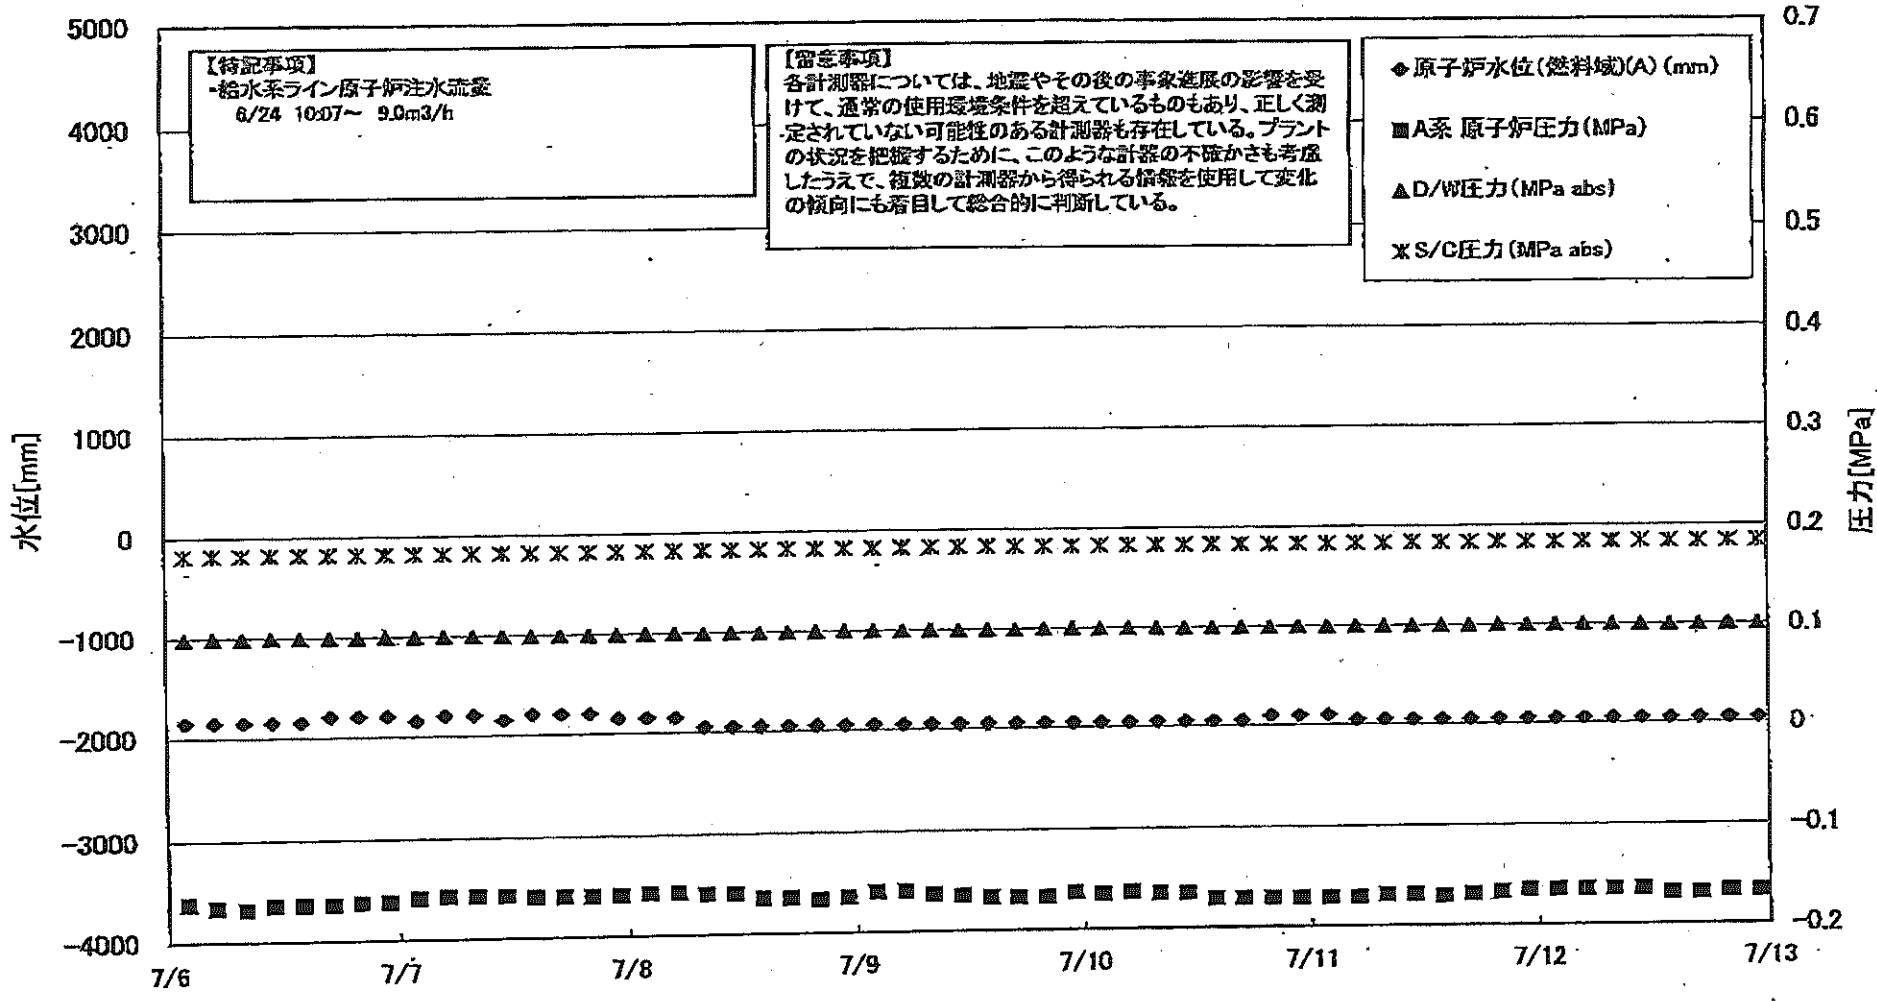 5000
4000
3000
2000
1000
0
-1000
-2000
-3000
-4000
水位[mm]
【特記事項】
・給水系ライン原子炉注水流量
6/24 10:07～ 9.0m3/h
【留意事項】
各計測器については、地震やその後の事象進展の影響を受
けて、通常の使用環境条件を超えているものもあり、正しく測
定されていない可能性のある計測器も存在している。プラント
の状況を把握するために、このような計器の不確かさも考慮
したうえで、複数の計測器から得られる情報を使用して変化
の傾向にも着目して総合的に判断している。
◆原子炉水位(燃料域)(A) (mm)
■A系 原子炉圧力(MPa)
▲D/W圧力(MPa abs)
S/C圧力(MPa abs)
0.7
0.6
0.5
0.4
0.3
0.2
0.1
0
-0.1
-0.2
圧力[MPa]
7/6
7/7
7/8
7/9
7/10
7/11
7/12
7/13